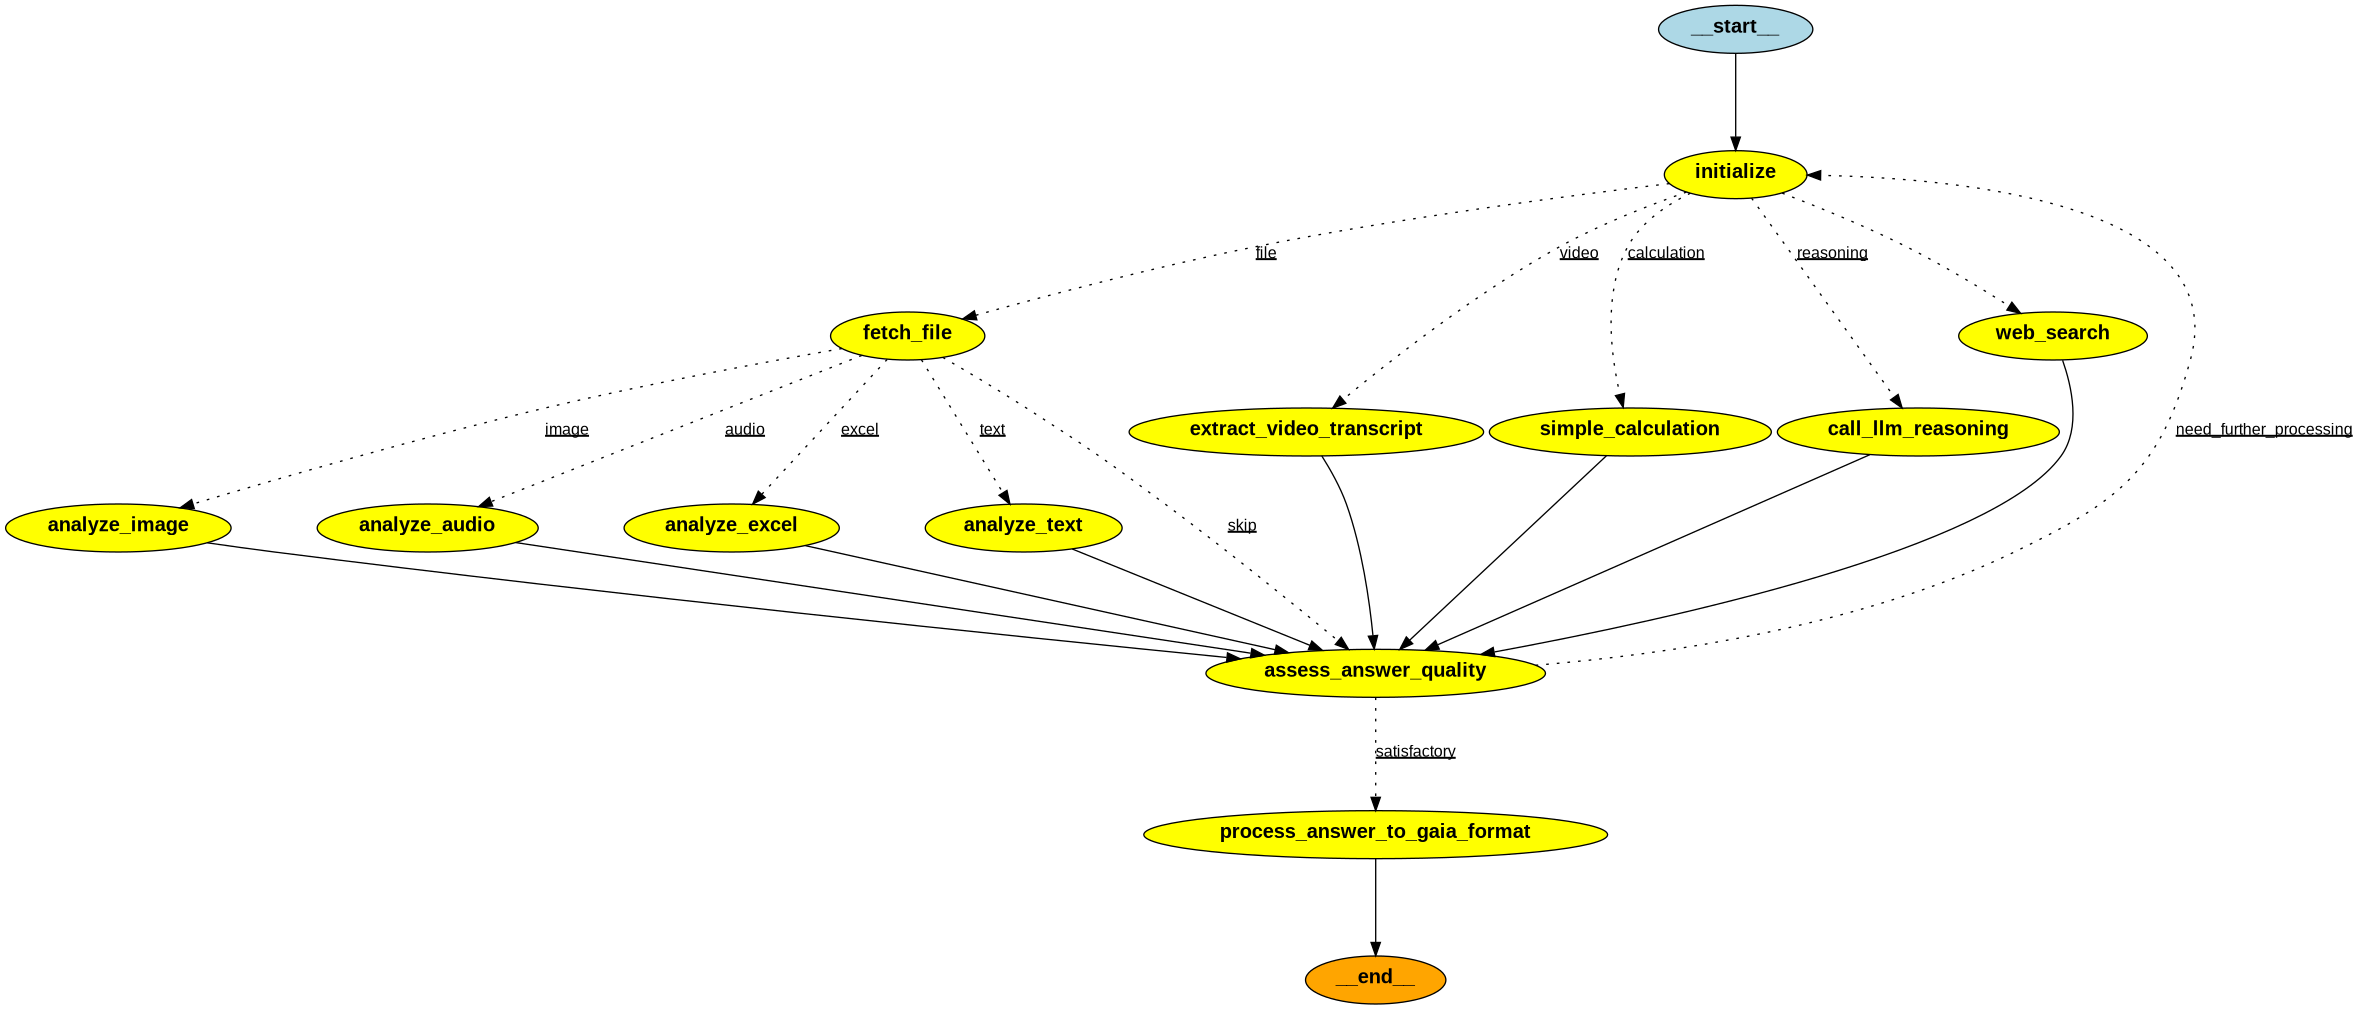 __start__
initialize
file
video
calculation
reasoning
fetch_file
web_search
image
audio
excel
text
extract_video_transcript
simple_calculation
call_llm_reasoning
need_further_processing
analyze_image
analyze_audio
analyze_excel
analyze_text
skip
assess_answer_quality
satisfactory
process_answer_to_gaia_format
__end__